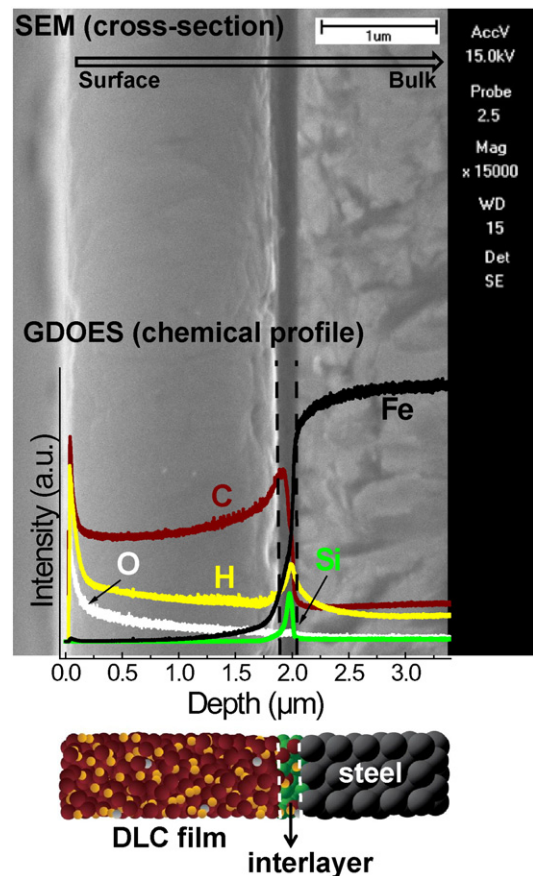 SEM (cross-section)
1um
Surface
Bulk
AccV
15.0kV
Probe
2.5
Mag
x 15000
WD
15
Det
SE
GDOES (chemical profile)
Fe
C
O
H
Si
Intensity (a.u.)
0.0 0.5 1.0 1.5 2.0 2.5 3.0
Depth (µm)
steel
DLC film
interlayer